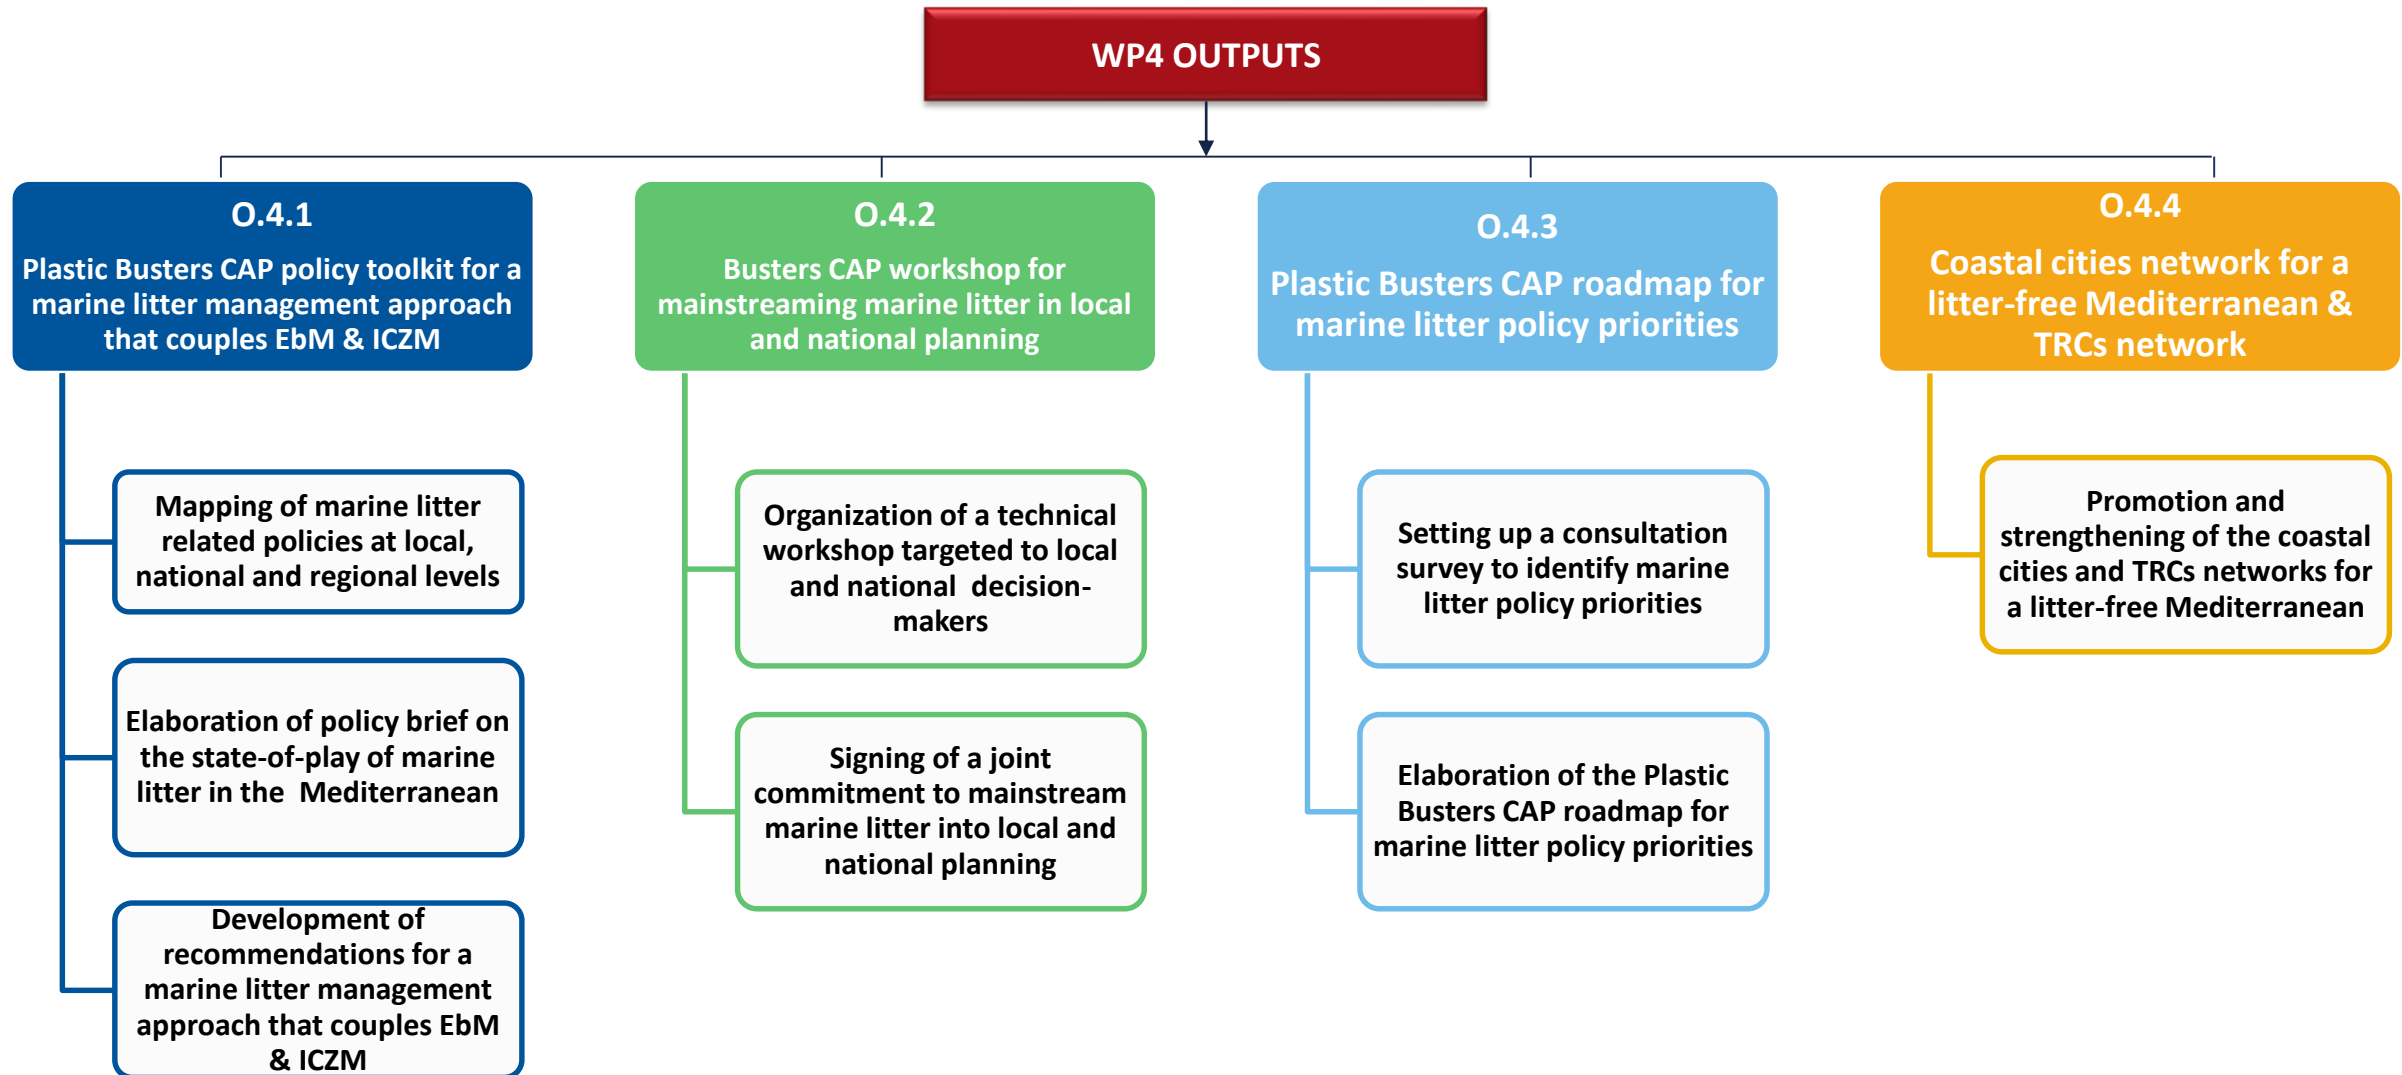 WP4 OUTPUTS
O.4.1
Plastic Busters CAP policy toolkit for a
marine litter management approach
that couples EbM & ICZM
Mapping of marine litter
related policies at local,
national and regional levels
Elaboration of policy brief on
the state-of-play of marine
litter in the  Mediterranean
Development of
recommendations for a
marine litter management
approach that couples EbM
& ICZM
O.4.2
Busters CAP workshop for
mainstreaming marine litter in local
and national planning
Organization of a technical
workshop targeted to local
and national  decision-
makers
Signing of a joint
commitment to mainstream
marine litter into local and
national planning
O.4.3
Plastic Busters CAP roadmap for
marine litter policy priorities
Setting up a consultation
survey to identify marine
litter policy priorities
Elaboration of the Plastic
Busters CAP roadmap for
marine litter policy priorities
O.4.4
Coastal cities network for a
litter-free Mediterranean &
TRCs network
Promotion and
strengthening of the coastal
cities and TRCs networks for
a litter-free Mediterranean